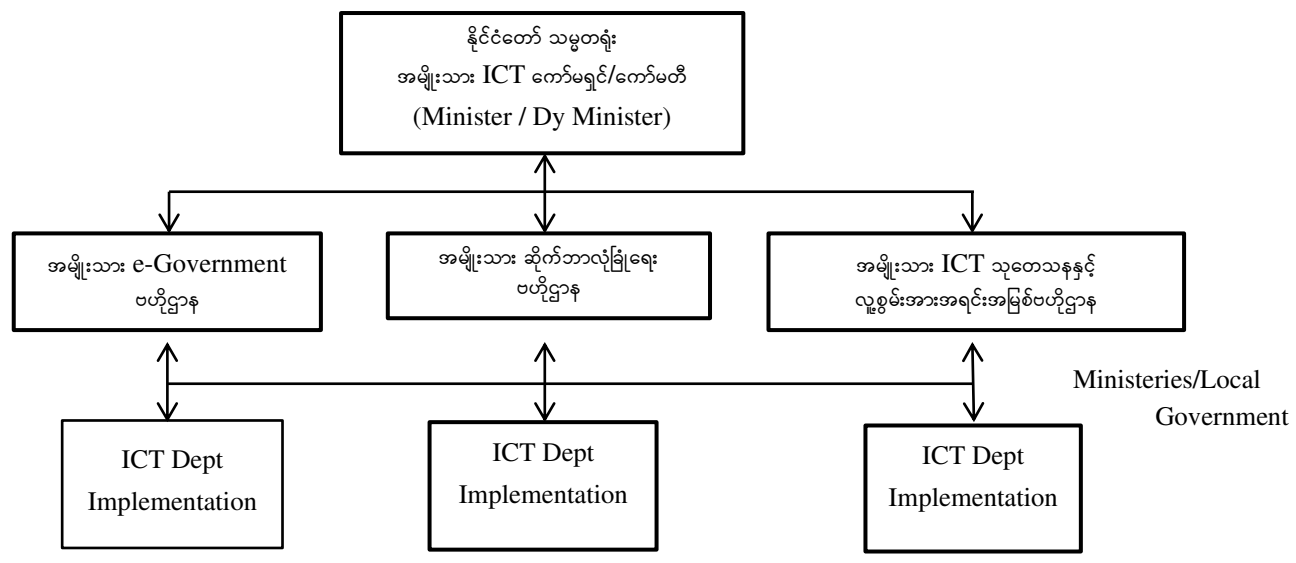 နိုင်ငံတော် သမ္မတရုံး
အမျိုးသား ICT ကော်မရှင်/ကော်မတီ
(Minister / Dy Minister)
အမျိုးသား e-Government
ဗဟိုဌာန
အမျိုးသား ဆိုက်ဘာလုံခြုံရေး
ဗဟိုဌာန
အမျိုးသား ICT သုတေသနနှင့်
လူ့စွမ်းအားအရင်းအမြစ်ဗဟိုဌာန
Ministeries/Local
Government
ICT Dept
Implementation
ICT Dept
Implementation
ICT Dept
Implementation